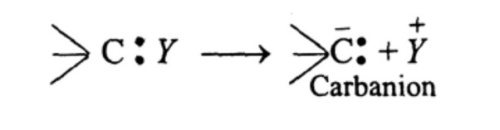 C : Y ⟶ C̄ : + Y⁺
Carbanion